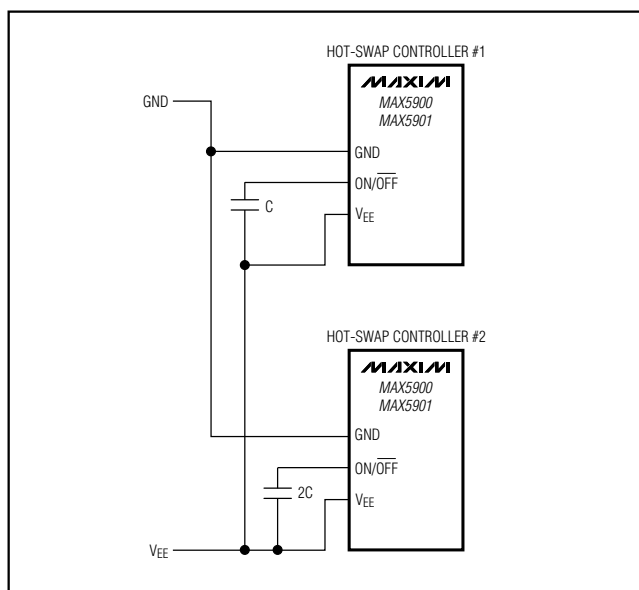 HOT-SWAP CONTROLLER #1
MAXIM
MAX5900
MAX5901
GND
GND
ON/OFF
C
VEE
HOT-SWAP CONTROLLER #2
MAXIM
MAX5900
MAX5901
GND
ON/OFF
2C
VEE
VEE